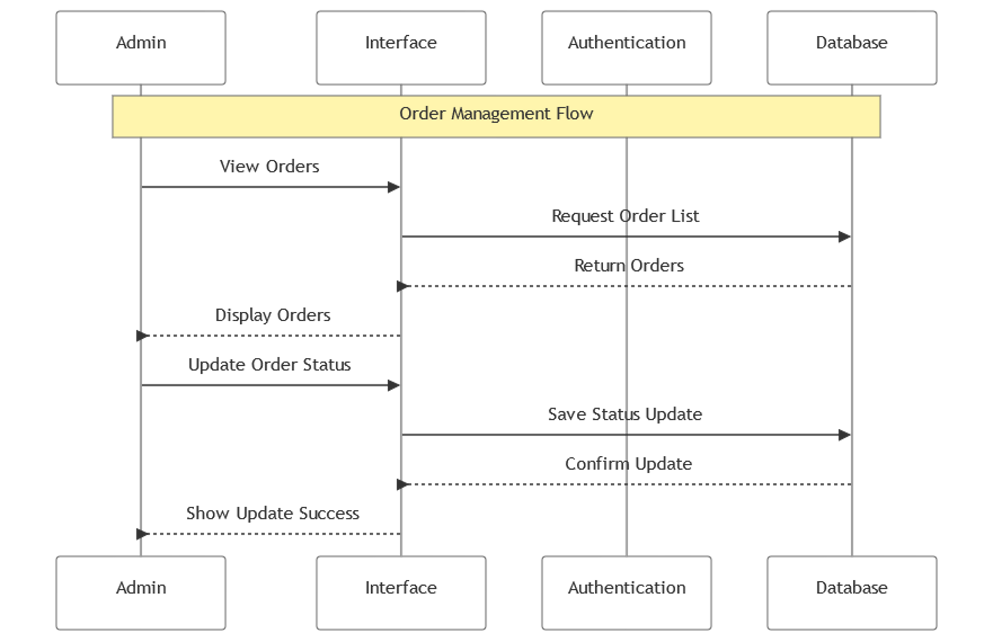 Admin
Interface
Authentication
Database
Order Management Flow
View Orders
Request Order List
Return Orders
Display Orders
Update Order Status
Save Status Update
Confirm Update
Show Update Success
Admin
Interface
Authentication
Database